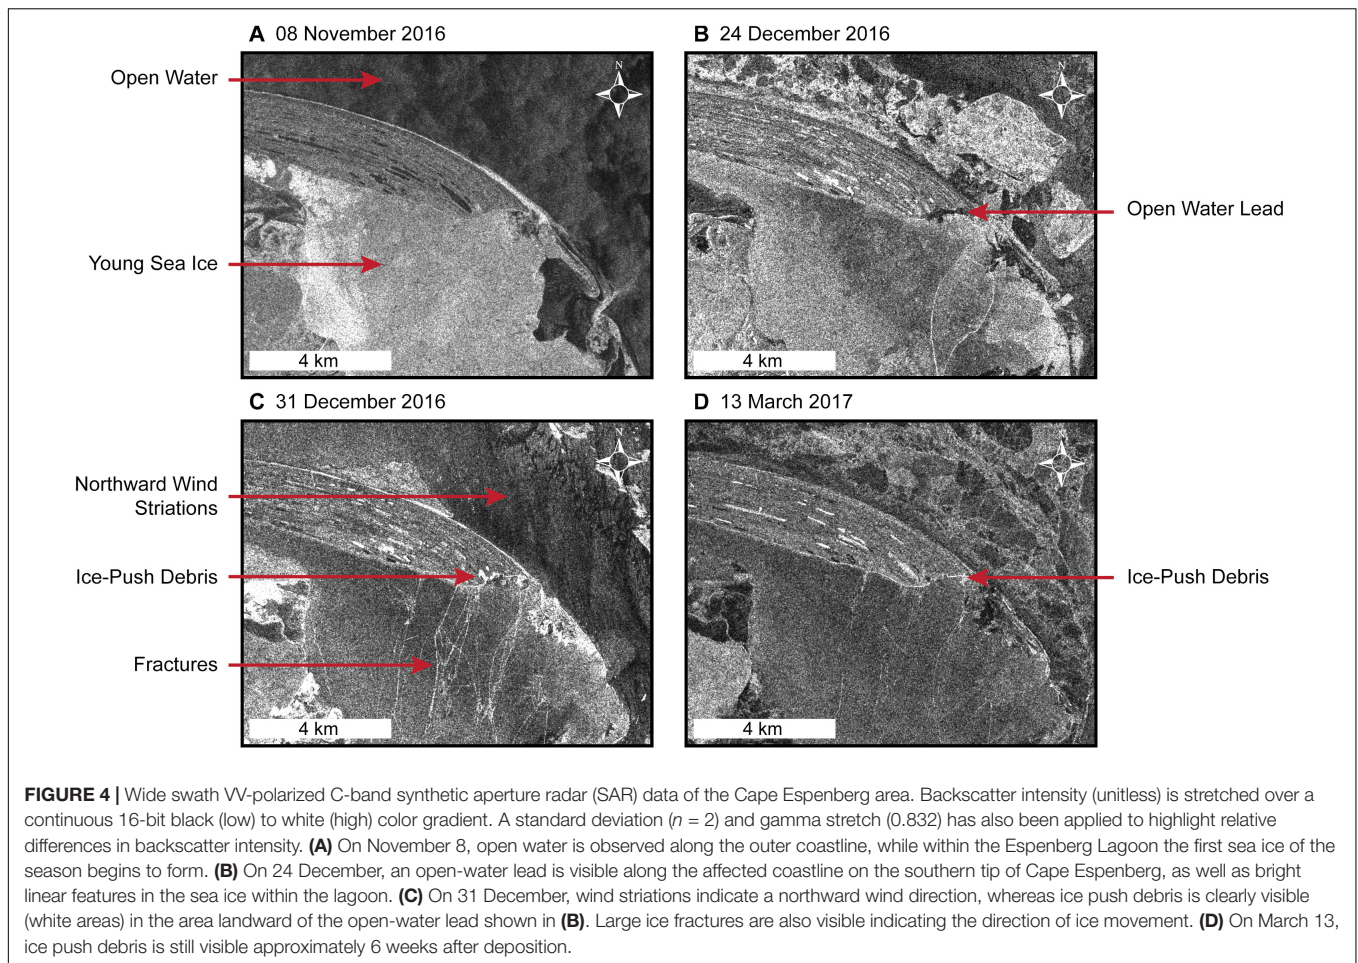 A 08 November 2016
B 24 December 2016
Open Water
N
N
Open Water Lead
Young Sea Ice
4 km
4 km
C 31 December 2016
D 13 March 2017
N
N
Northward Wind
Striations
Ice-Push Debris
Ice-Push Debris
Fractures
4 km
4 km
FIGURE 4 | Wide swath VV-polarized C-band synthetic aperture radar (SAR) data of the Cape Espenberg area. Backscatter intensity (unitless) is stretched over a
continuous 16-bit black (low) to white (high) color gradient. A standard deviation (n = 2) and gamma stretch (0.832) has also been applied to highlight relative
differences in backscatter intensity. (A) On November 8, open water is observed along the outer coastline, while within the Espenberg Lagoon the first sea ice of the
season begins to form. (B) On 24 December, an open-water lead is visible along the affected coastline on the southern tip of Cape Espenberg, as well as bright
linear features in the sea ice within the lagoon. (C) On 31 December, wind striations indicate a northward wind direction, whereas ice push debris is clearly visible
(white areas) in the area landward of the open-water lead shown in (B). Large ice fractures are also visible indicating the direction of ice movement. (D) On March 13,
ice push debris is still visible approximately 6 weeks after deposition.